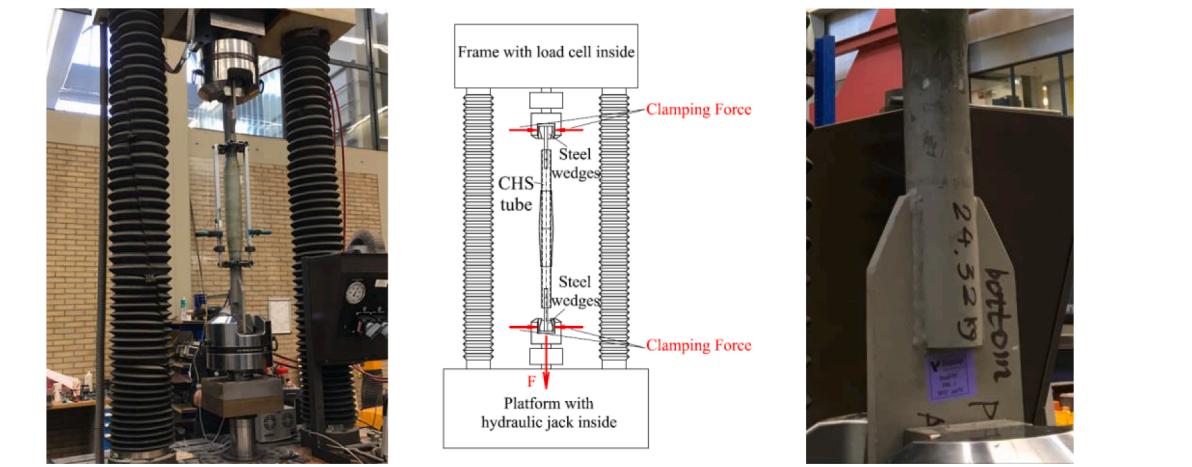 Frame with load cell inside
Clamping Force
Steel
wedges
CHS
tube
Steel
wedges
Clamping Force
F
Platform with
hydraulic jack inside
24.32 kg
bottom